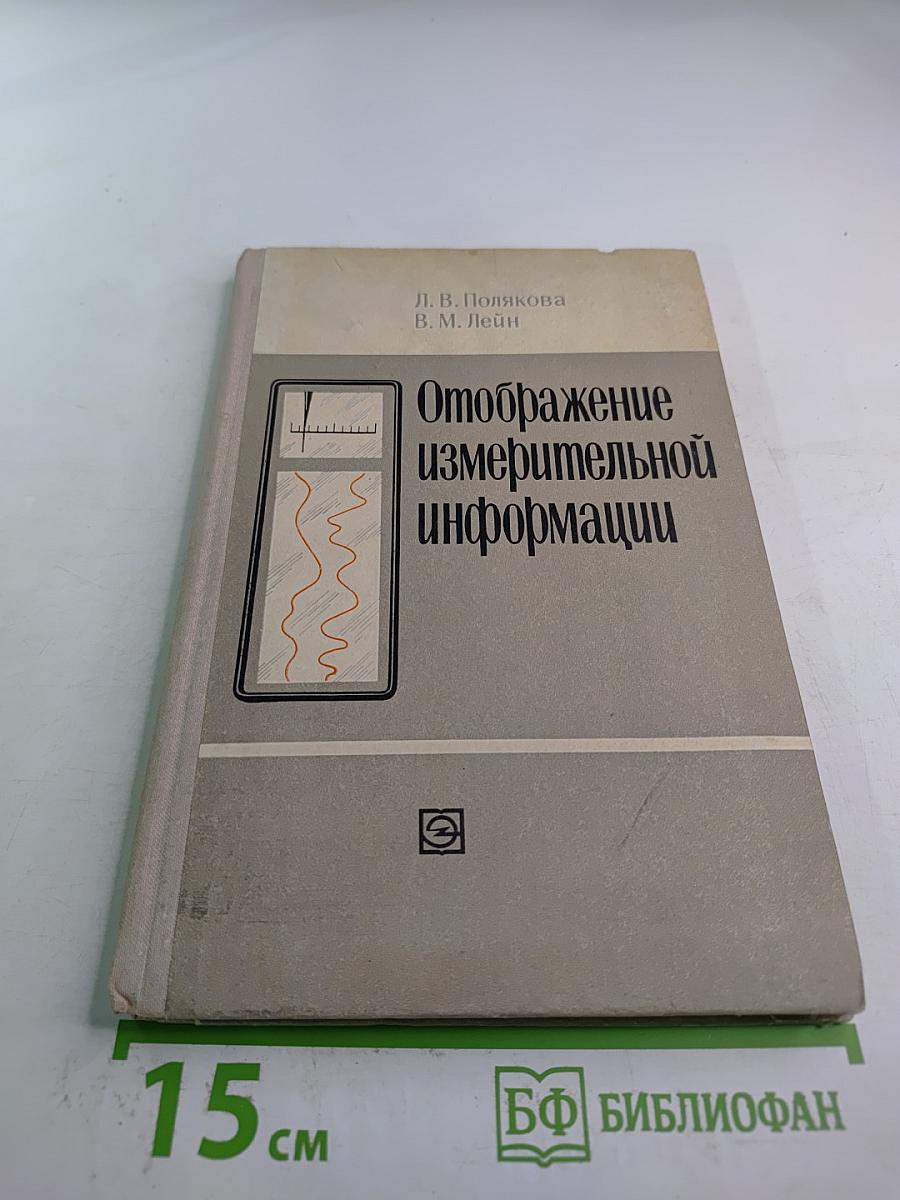 Л. В. Полякова
В. М. Лейн
Отображение
измерительной
информации
15 см
БФ БИБЛИОФАН